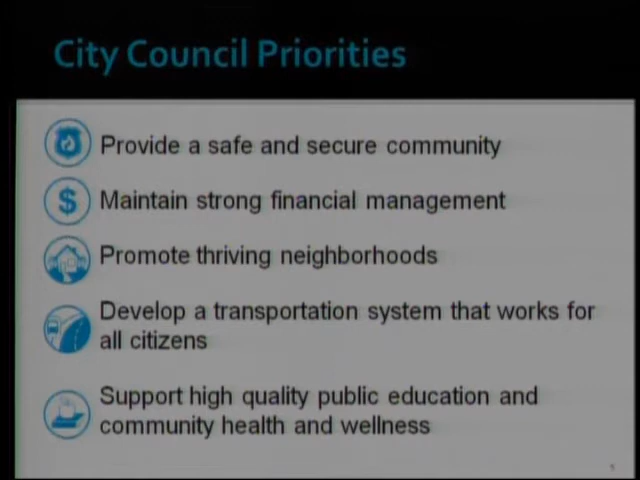 City Council Priorities
Provide a safe and secure community
$ Maintain strong financial management
Promote thriving neighborhoods
Develop a transportation system that works for
all citizens
Support high quality public education and
community health and wellness